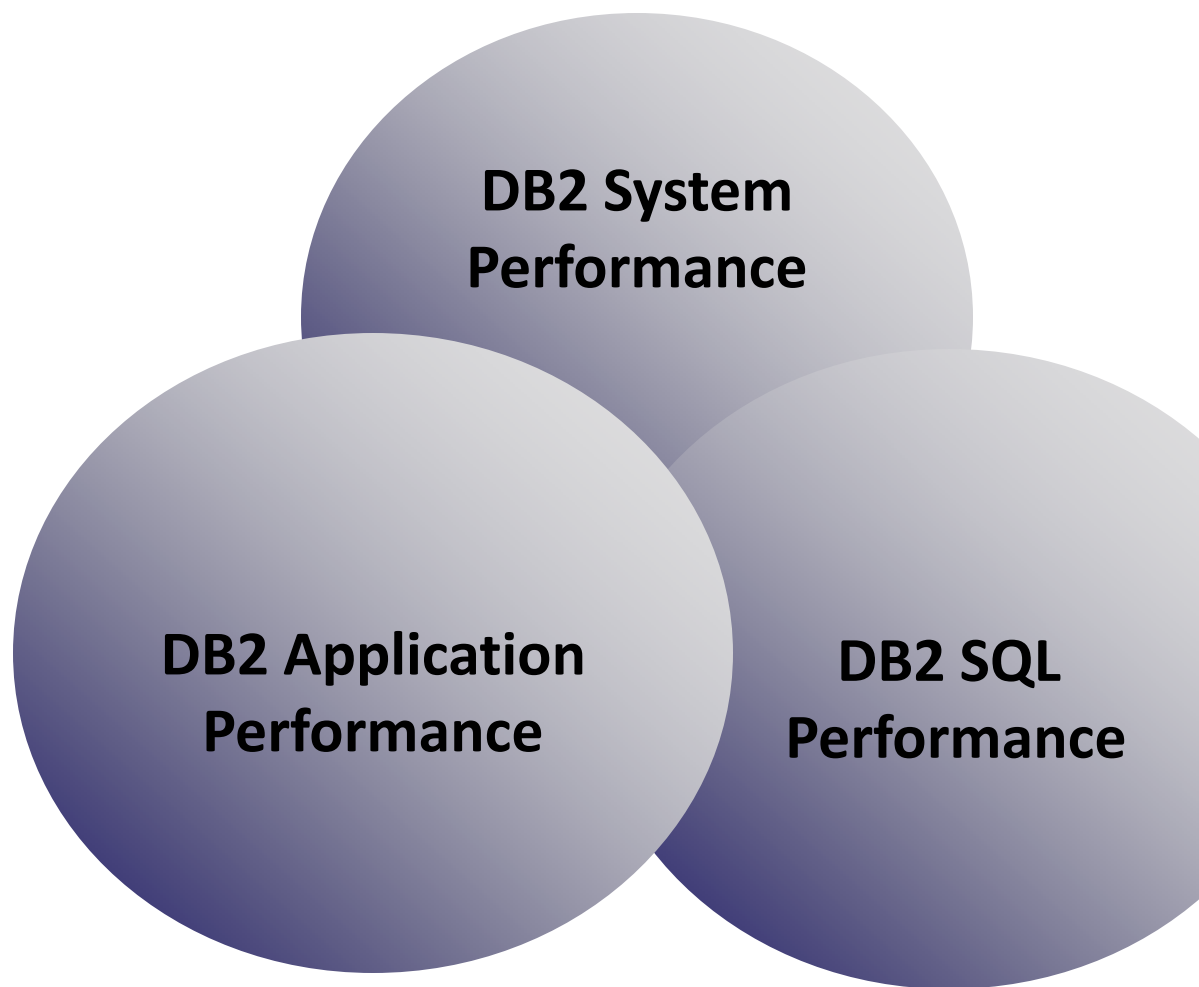 DB2 System
Performance
DB2 Application
Performance
DB2 SQL
Performance